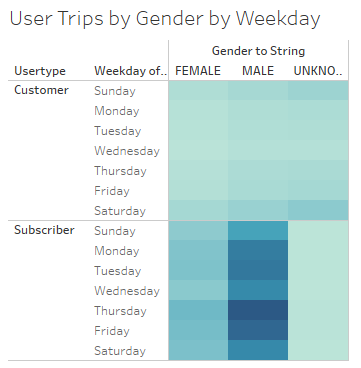 User Trips by Gender by Weekday
Gender to String
Usertype Weekday of.. FEMALE MALE UNKNO..
Customer Sunday
Monday
Tuesday
Wednesday
Thursday
Friday
Saturday
Subscriber Sunday
Monday
Tuesday
Wednesday
Thursday
Friday
Saturday